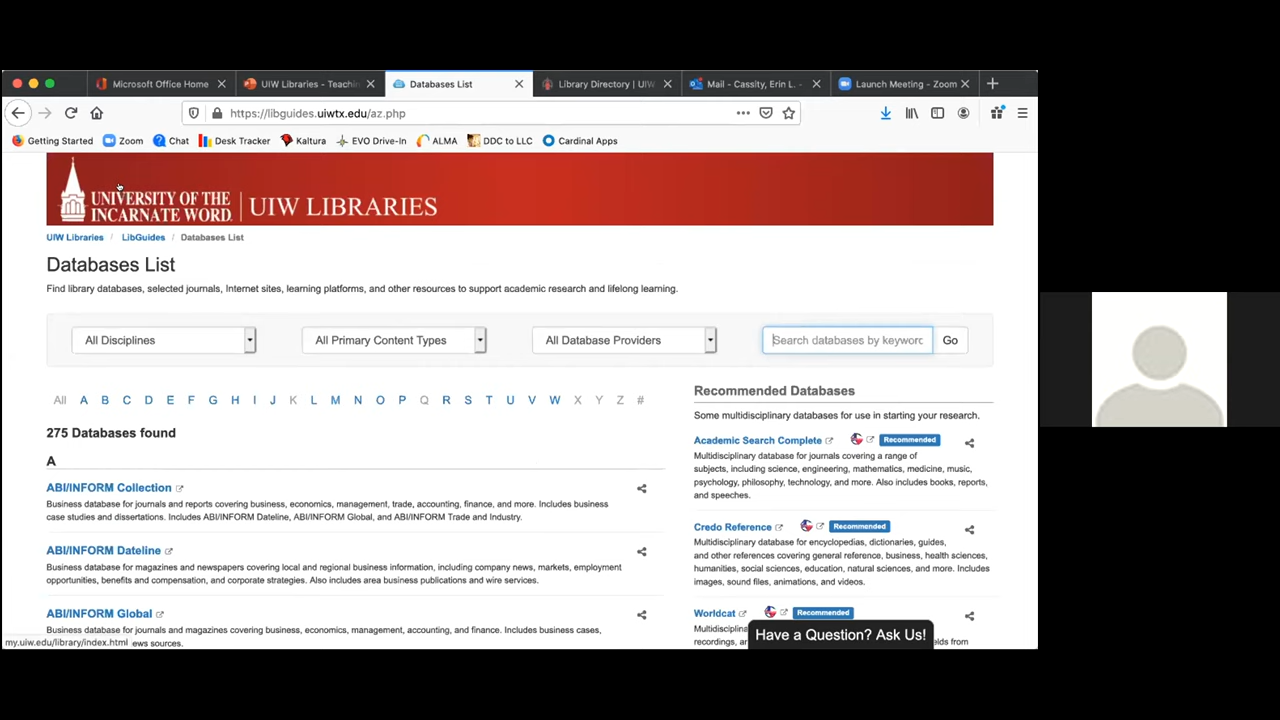 Microsoft Office Home
UIW Libraries - Teachin
Databases List
Library Directory | UIW
Mail - Cassity, Erin L. -
Launch Meeting - Zoom
https://libguides.uiwtx.edu/az.php
Getting Started
Zoom
Chat
Desk Tracker
Kaltura
EVO Drive-In
ALMA
DDC to LLC
Cardinal Apps
UNIVERSITY OF THE
INCARNATE WORD
UIW LIBRARIES
UIW Libraries / LibGuides / Databases List
Databases List
Find library databases, selected journals, Internet sites, learning platforms, and other resources to support academic research and lifelong learning.
All Disciplines
All Primary Content Types
All Database Providers
Search databases by keyword
Go
All A B C D E F G H I J K L M N O P Q R S T U V W X Y Z #
275 Databases found
A
ABI/INFORM Collection
Business database for journals and reports covering business, economics, management, trade, accounting, finance, and more. Includes business
case studies and dissertations. Includes ABI/INFORM Dateline, ABI/INFORM Global, and ABI/INFORM Trade and Industry.
ABI/INFORM Dateline
Business database for magazines and newspapers covering local and regional business information, including company news, markets, employment
opportunities, benefits and compensation, and corporate strategies. Also includes area business publications and wire services.
ABI/INFORM Global
Business database for journals and magazines covering business, economics, management, accounting, and finance. Includes business cases,
ews sources.
my.uiw.edu/library/index.html
Recommended Databases
Some multidisciplinary databases for use in starting your research.
Academic Search Complete
Recommended
Multidisciplinary database for journals covering a range of
subjects, including science, engineering, mathematics, medicine, music,
psychology, philosophy, technology, and more. Also includes books, reports,
and speeches.
Credo Reference
Recommended
Multidisciplinary database for encyclopedias, dictionaries, guides,
and other references covering general reference, business, health sciences,
humanities, social sciences, education, natural sciences, and more. Includes
images, sound files, animations, and videos.
Worldcat
Recommended
Multidisciplina
recordings, ar
elds from
Have a Question? Ask Us!